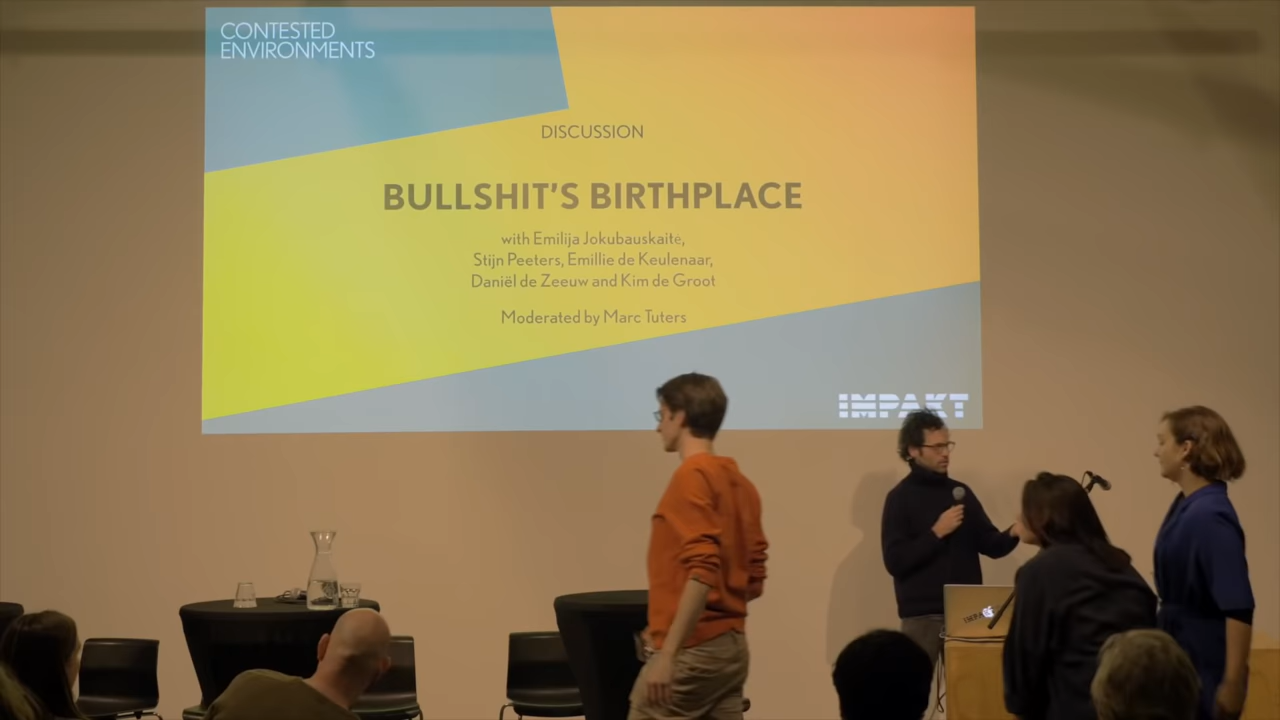 CONTESTED
ENVIRONMENTS
DISCUSSION
BULLSHIT'S BIRTHPLACE
with Emilija Jokubauskaitė,
Stijn Peeters, Emillie de Keulenaar,
Daniël de Zeeuw and Kim de Groot
Moderated by Marc Tuters
IMPAKT
IMPAKT